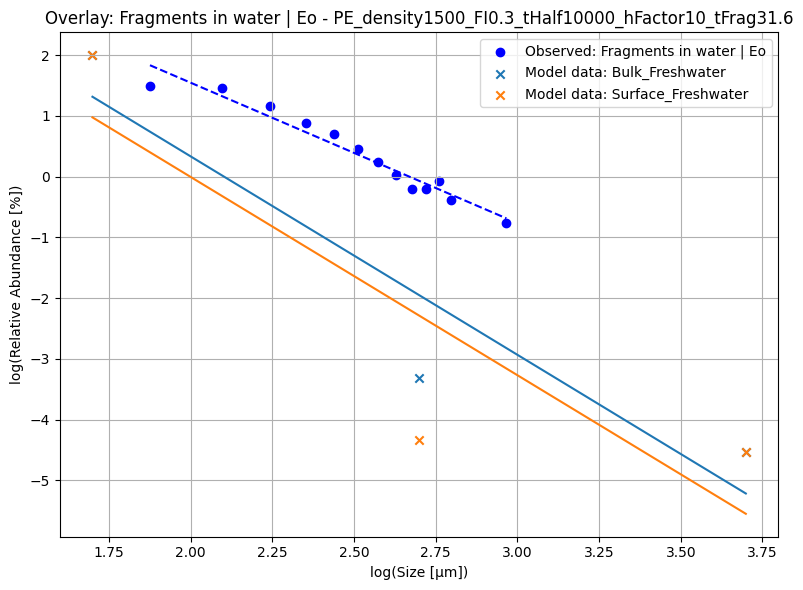 Overlay: Fragments in water | Eo - PE_density1500_FI0.3_tHalf10000_hFactor10_tFrag31.6
Observed: Fragments in water | Eo
Model data: Bulk_Freshwater
Model data: Surface_Freshwater
log(Relative Abundance [%])
2
1
0
−1
−2
−3
−4
−5
1.75 2.00 2.25 2.50 2.75 3.00 3.25 3.50 3.75
log(Size [µm])